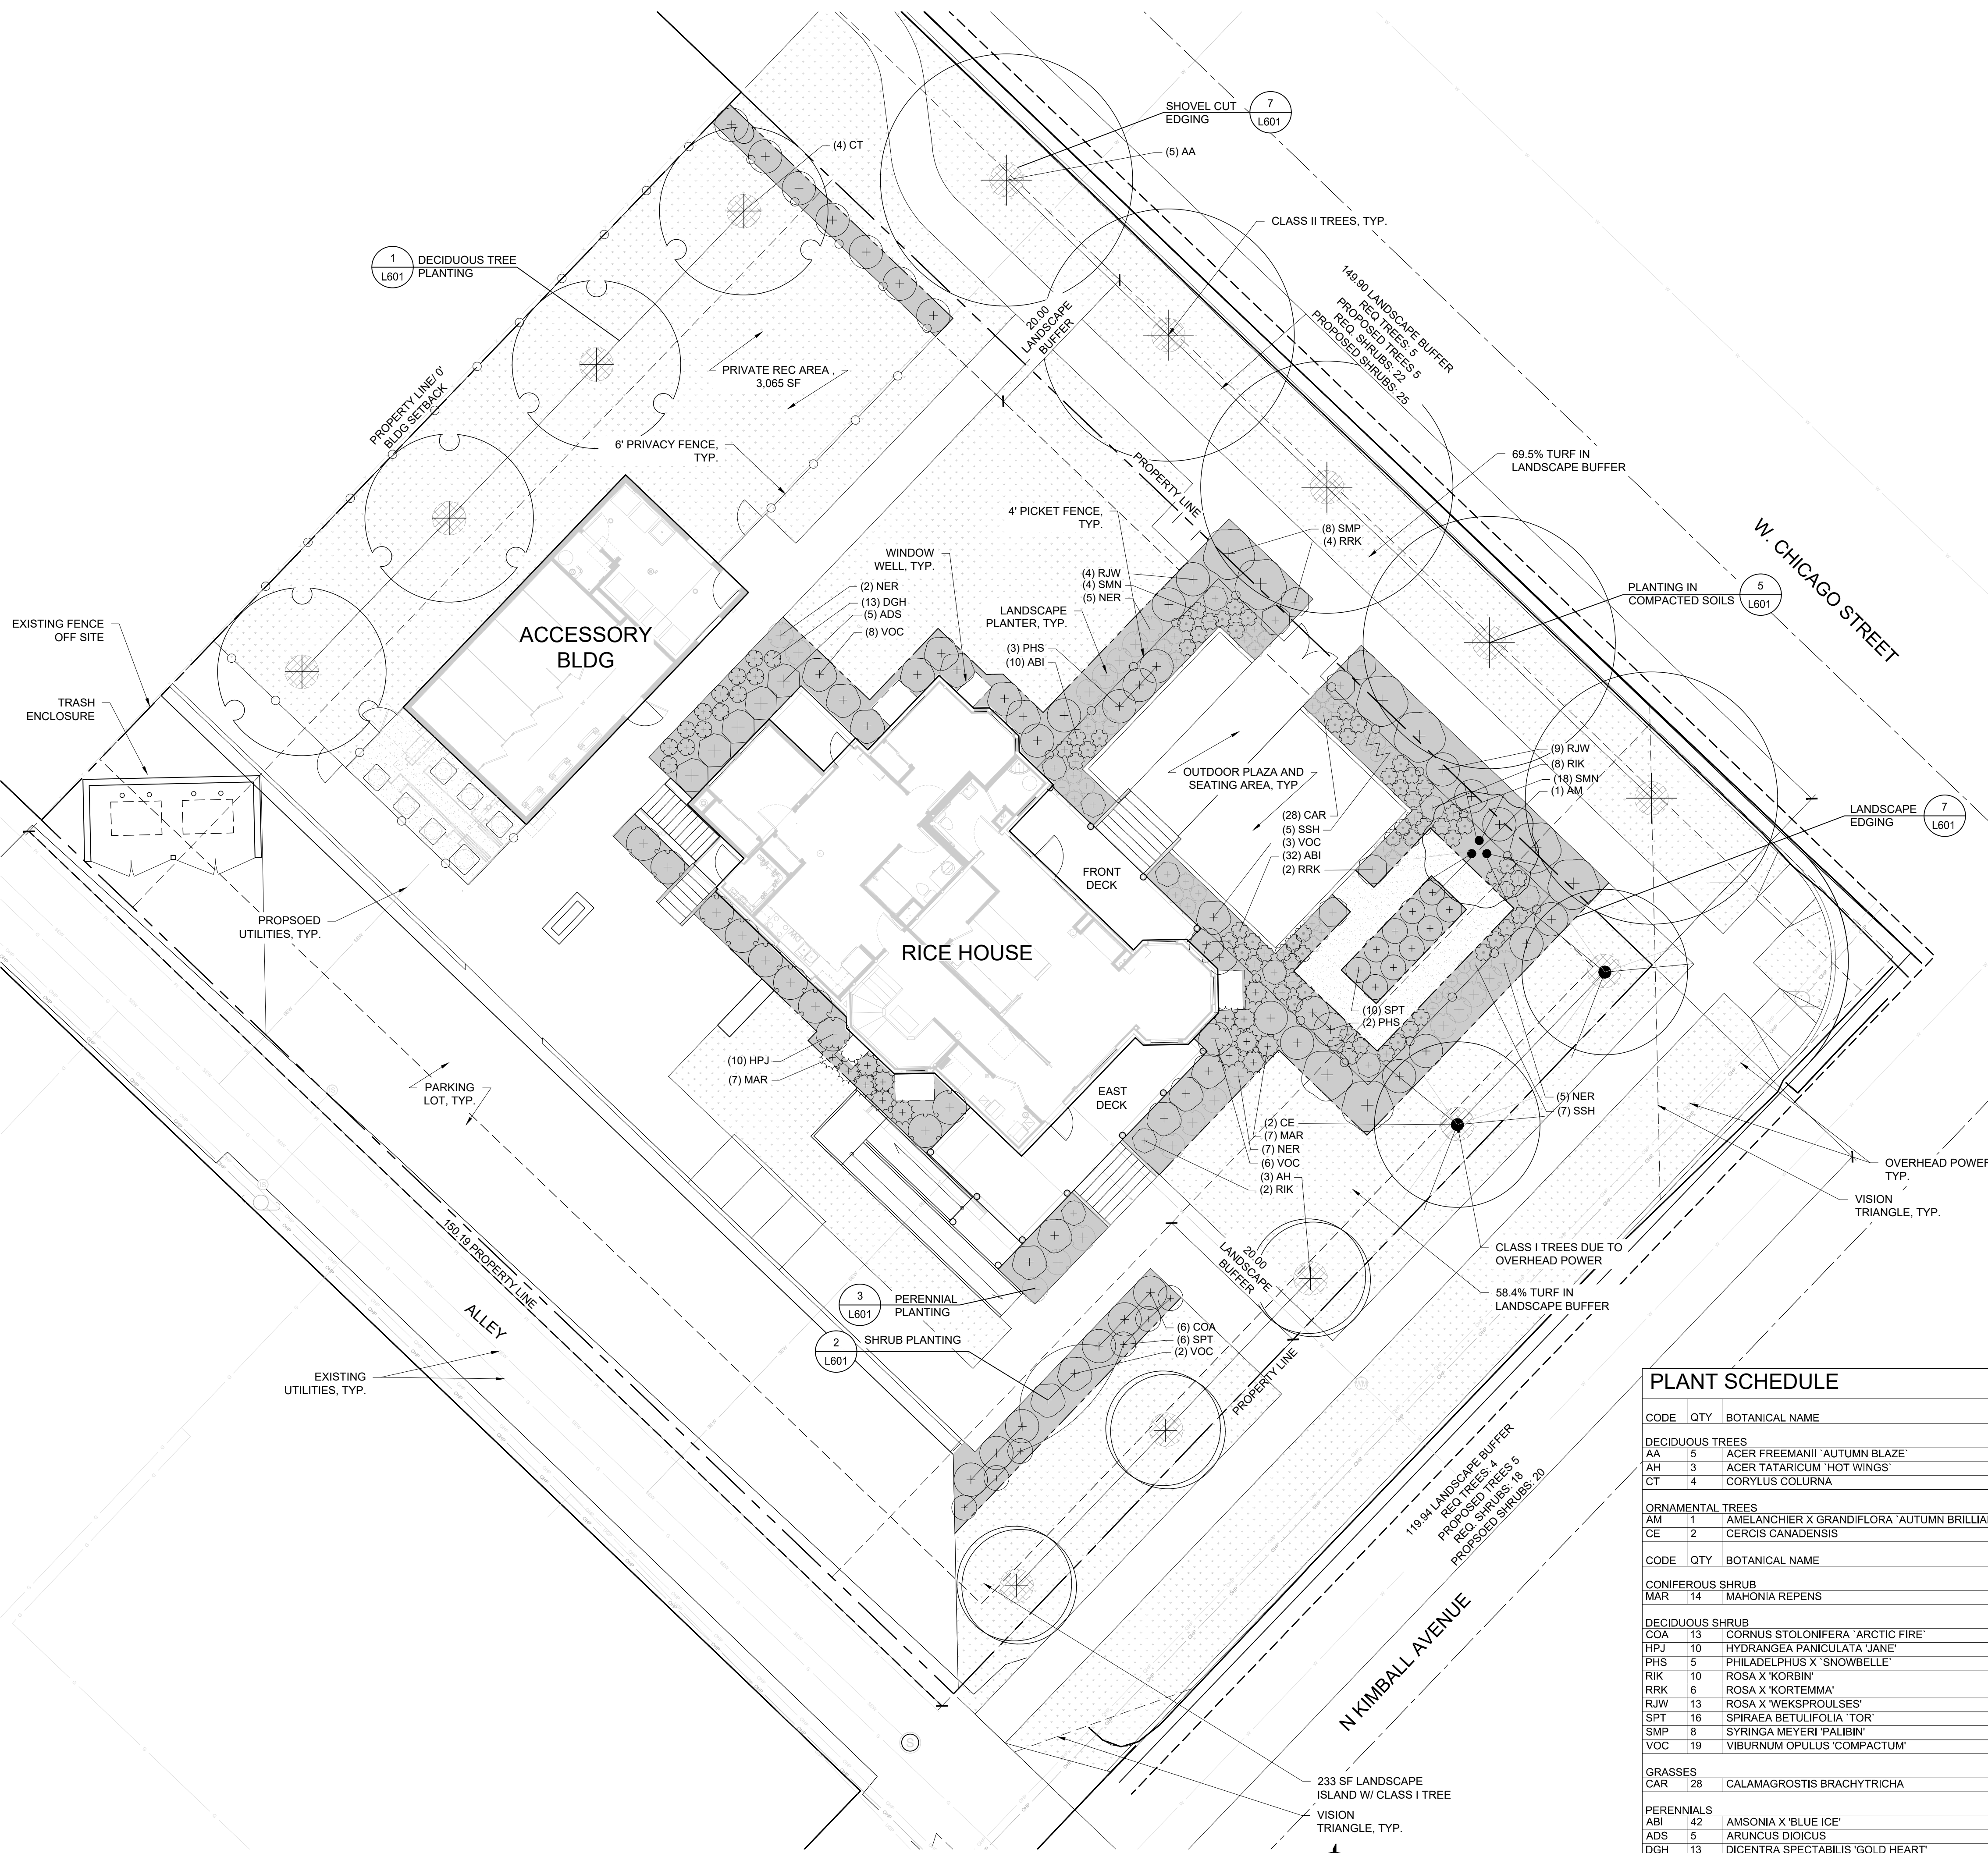 SHOVEL CUT
EDGING
7
L601
(5) AA
(4) CT
CLASS II TREES, TYP.
1
L601
DECIDUOUS TREE
PLANTING
149.90 LANDSCAPE BUFFER
REQ TREES: 5
PROPOSED TREES 5
REQ. SHRUBS: 22
PROPOSED SHRUBS: 25
20.00
LANDSCAPE
BUFFER
PRIVATE REC AREA ,
3,065 SF
PROPERTY LINE/ 0'
BLDG SETBACK
6' PRIVACY FENCE,
TYP.
PROPERTY LINE
69.5% TURF IN
LANDSCAPE BUFFER
4' PICKET FENCE,
TYP.
(8) SMP
(4) RRK
W. CHICAGO STREET
WINDOW
WELL, TYP.
(2) NER
(13) DGH
(5) ADS
(8) VOC
(4) RJW
(4) SMN
(5) NER
LANDSCAPE
PLANTER, TYP.
(3) PHS
(10) ABI
PLANTING IN
COMPACTED SOILS
5
L601
EXISTING FENCE
OFF SITE
ACCESSORY
BLDG
TRASH
ENCLOSURE
OUTDOOR PLAZA AND
SEATING AREA, TYP
(9) RJW
(8) RIK
(18) SMN
(1) AM
LANDSCAPE
EDGING
7
L601
(28) CAR
(5) SSH
(3) VOC
(32) ABI
(2) RRK
FRONT
DECK
PROPSOED
UTILITIES, TYP.
RICE HOUSE
(10) SPT
(2) PHS
(10) HPJ
(7) MAR
PARKING
LOT, TYP.
EAST
DECK
(5) NER
(7) SSH
(2) CE
(7) MAR
(7) NER
(6) VOC
(3) AH
(2) RIK
OVERHEAD POWER
TYP.
VISION
TRIANGLE, TYP.
150.19 PROPERTY LINE
ALLEY
20.00
LANDSCAPE
BUFFER
CLASS I TREES DUE TO
OVERHEAD POWER
58.4% TURF IN
LANDSCAPE BUFFER
3
L601
PERENNIAL
PLANTING
2
L601
SHRUB PLANTING
(6) COA
(6) SPT
(2) VOC
PROPERTY LINE
EXISTING
UTILITIES, TYP.
119.94 LANDSCAPE BUFFER
REQ TREES: 4
PROPOSED TREES 5
REQ. SHRUBS: 18
PROPSOED SHRUBS: 20
N KIMBALL AVENUE
S
233 SF LANDSCAPE
ISLAND W/ CLASS I TREE
VISION
TRIANGLE, TYP.
PLANT SCHEDULE
CODE QTY BOTANICAL NAME
DECIDUOUS TREES
AA 5 ACER FREEMANII `AUTUMN BLAZE`
AH 3 ACER TATARICUM `HOT WINGS`
CT 4 CORYLUS COLURNA
ORNAMENTAL TREES
AM 1 AMELANCHIER X GRANDIFLORA `AUTUMN BRILLIA
CE 2 CERCIS CANADENSIS
CODE QTY BOTANICAL NAME
CONIFEROUS SHRUB
MAR 14 MAHONIA REPENS
DECIDUOUS SHRUB
COA 13 CORNUS STOLONIFERA `ARCTIC FIRE`
HPJ 10 HYDRANGEA PANICULATA 'JANE'
PHS 5 PHILADELPHUS X `SNOWBELLE`
RIK 10 ROSA X 'KORBIN'
RRK 6 ROSA X 'KORTEMMA'
RJW 13 ROSA X 'WEKSPROULSES'
SPT 16 SPIRAEA BETULIFOLIA `TOR`
SMP 8 SYRINGA MEYERI 'PALIBIN'
VOC 19 VIBURNUM OPULUS 'COMPACTUM'
GRASSES
CAR 28 CALAMAGROSTIS BRACHYTRICHA
PERENNIALS
ABI 42 AMSONIA X 'BLUE ICE'
ADS 5 ARUNCUS DIOICUS
DGH 13 DICENTRA SPECTABILIS 'GOLD HEART'